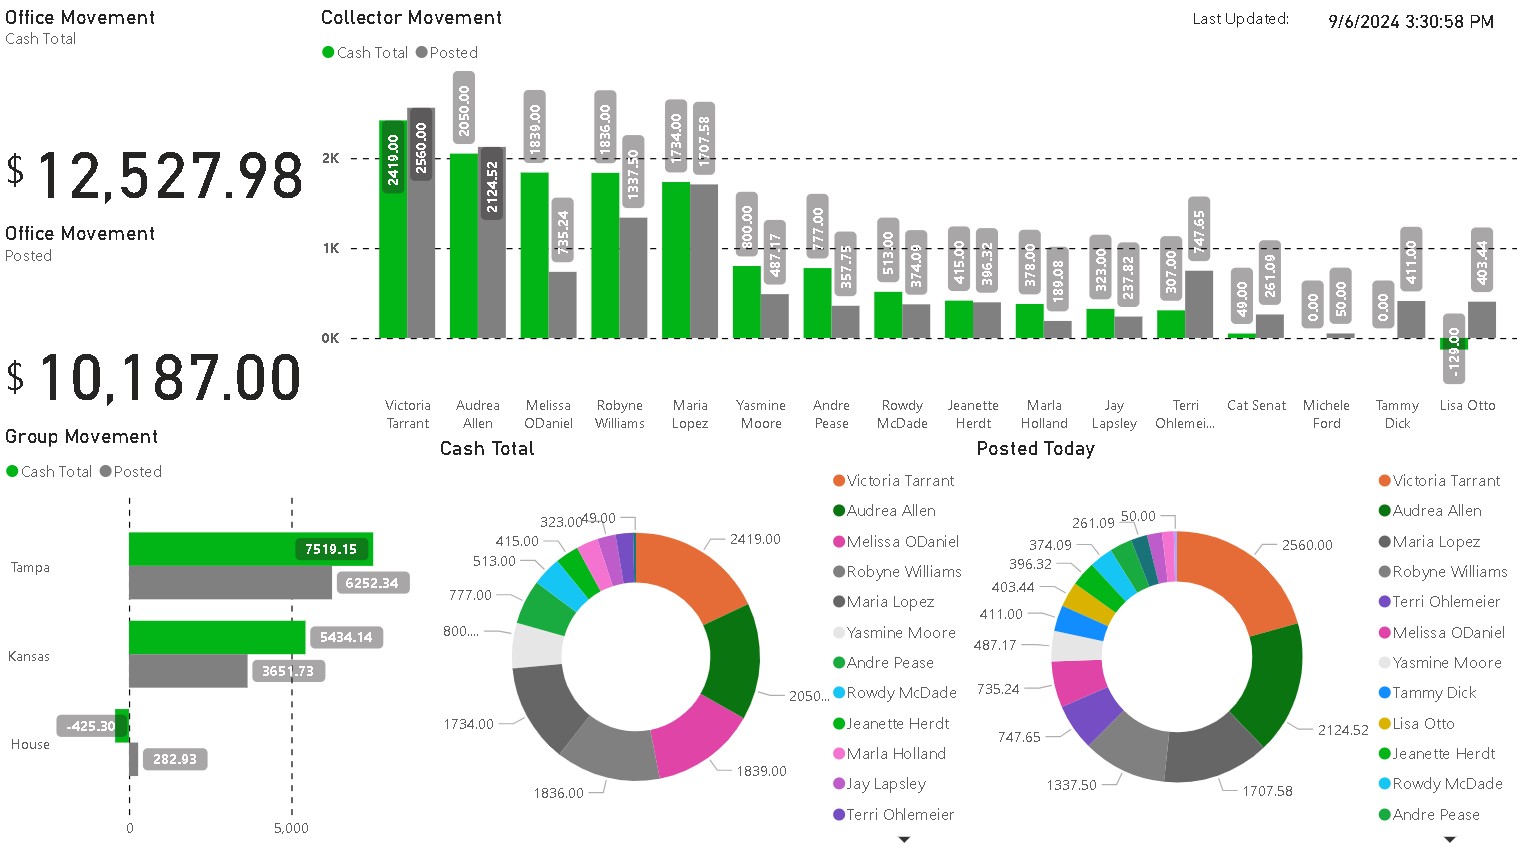 Office Movement
Cash Total
$ 12,527.98
Office Movement
Posted
$ 10,187.00
Collector Movement
Cash Total Posted
Last Updated: 9/6/2024 3:30:58 PM
2K
1K
0K
2419.00 2560.00
2050.00 2124.52
1839.00 735.24
1836.00 1337.50
1734.00 1707.58
800.00 487.17
777.00 357.75
513.00 374.09
415.00 396.32
378.00 189.08
323.00 237.82
307.00 747.65
49.00 261.09
0.00 50.00
0.00 411.00
-129.00 403.44
Victoria Tarrant
Audrea Allen
Melissa ODaniel
Robyne Williams
Maria Lopez
Yasmine Moore
Andre Pease
Rowdy McDade
Jeanette Herdt
Marla Holland
Jay Lapsley
Terri Ohlemei...
Cat Senat
Michele Ford
Tammy Dick
Lisa Otto
Group Movement
Cash Total Posted
Tampa 7519.15
6252.34
Kansas 5434.14
3651.73
House -425.30
282.93
0 5,000
Cash Total
2419.00
2050...
1839.00
1836.00
1734.00
800....
777.00
513.00
415.00
323.00
49.00
Victoria Tarrant
Audrea Allen
Melissa ODaniel
Robyne Williams
Maria Lopez
Yasmine Moore
Andre Pease
Rowdy McDade
Jeanette Herdt
Marla Holland
Jay Lapsley
Terri Ohlemeier
Posted Today
2560.00
2124.52
1707.58
1337.50
747.65
735.24
487.17
411.00
403.44
396.32
374.09
261.09
50.00
Victoria Tarrant
Audrea Allen
Maria Lopez
Robyne Williams
Terri Ohlemeier
Melissa ODaniel
Yasmine Moore
Tammy Dick
Lisa Otto
Jeanette Herdt
Rowdy McDade
Andre Pease